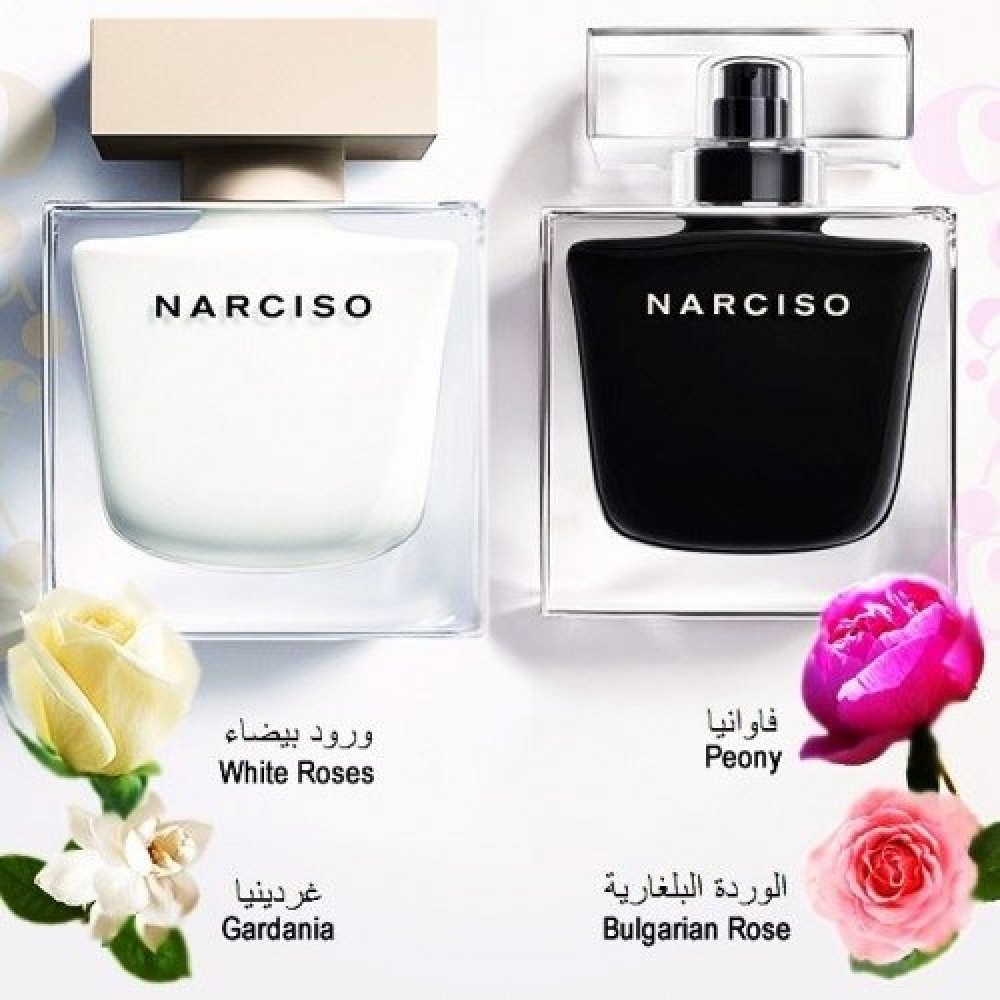 NARCISO
NARCISO
ورود بيضاء
White Roses
غردينيا
Gardania
فاوانيا
Peony
الوردة البلغارية
Bulgarian Rose